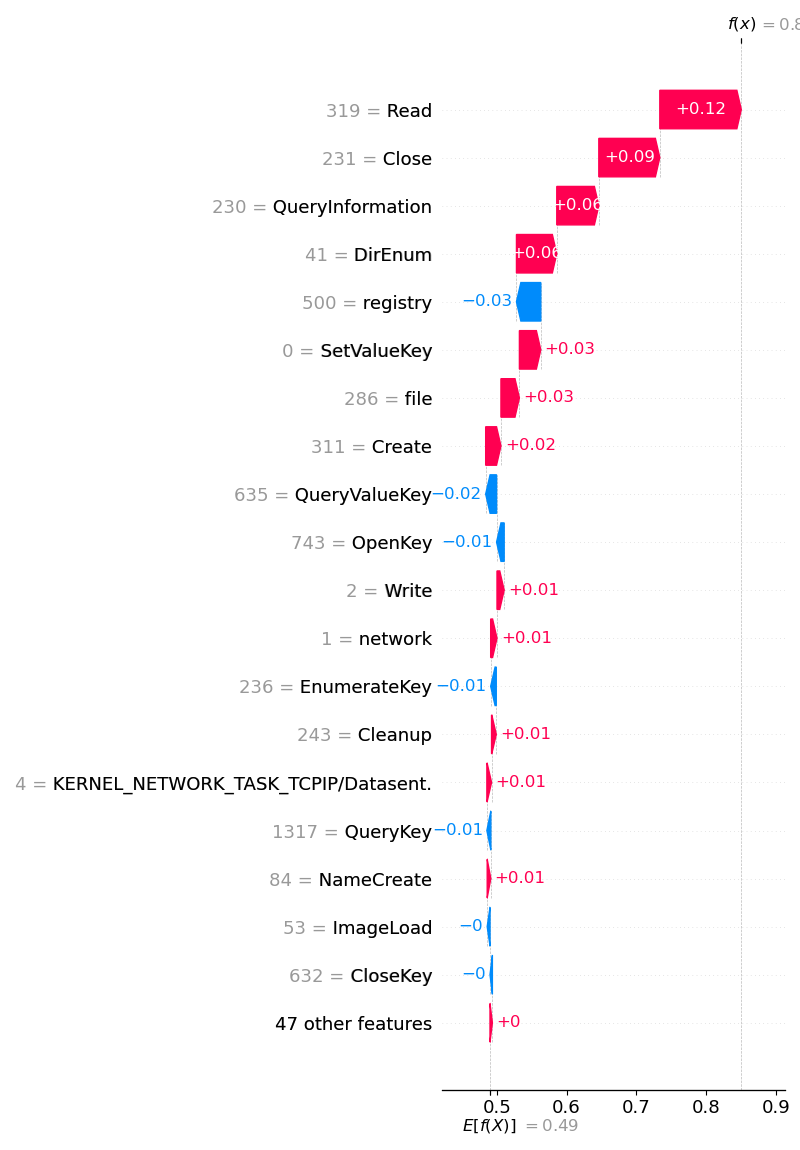 f(x) = 0.8
319 = Read +0.12
231 = Close +0.09
230 = QueryInformation +0.06
41 = DirEnum +0.06
500 = registry −0.03
0 = SetValueKey +0.03
286 = file +0.03
311 = Create +0.02
635 = QueryValueKey −0.02
743 = OpenKey −0.01
2 = Write +0.01
1 = network +0.01
236 = EnumerateKey −0.01
243 = Cleanup +0.01
4 = KERNEL_NETWORK_TASK_TCPIP/Datasent. +0.01
1317 = QueryKey −0.01
84 = NameCreate +0.01
53 = ImageLoad −0
632 = CloseKey −0
47 other features +0
0.5 0.6 0.7 0.8 0.9
E[f(X)] = 0.49